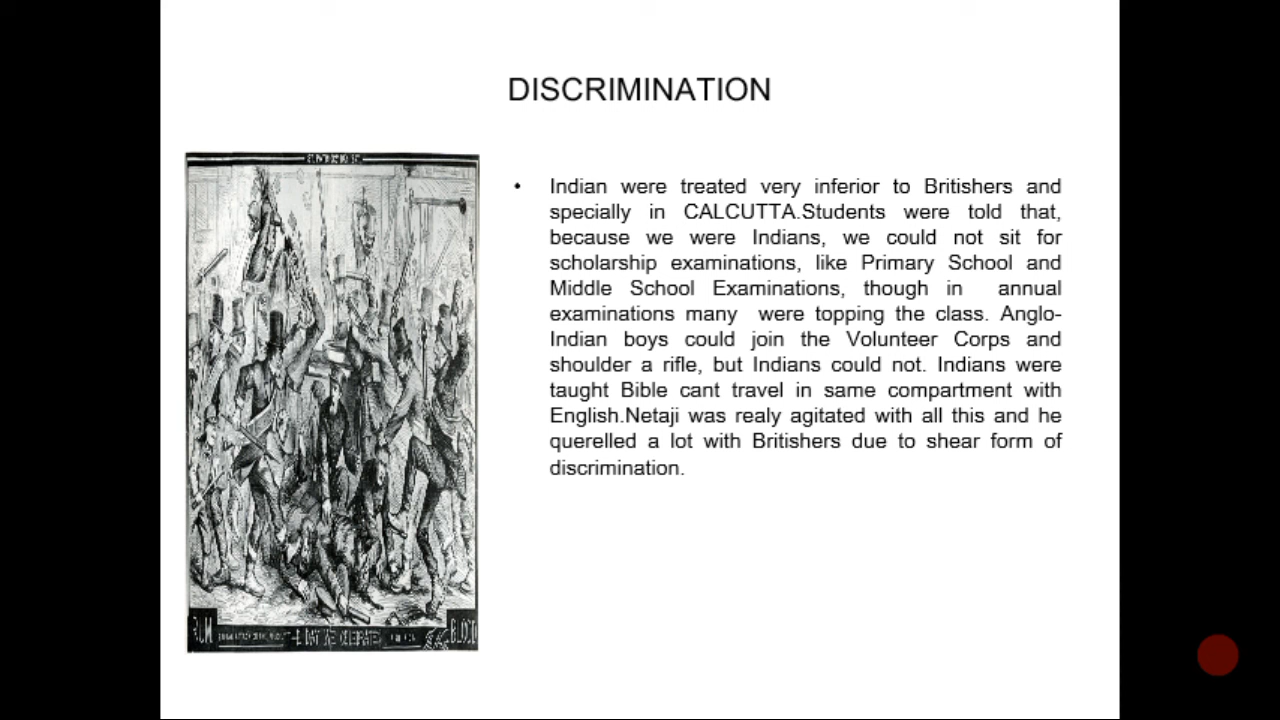 DISCRIMINATION
• Indian were treated very inferior to Britishers and
specially in CALCUTTA.Students were told that,
because we were Indians, we could not sit for
scholarship examinations, like Primary School and
Middle School Examinations, though in annual
examinations many were topping the class. Anglo-
Indian boys could join the Volunteer Corps and
shoulder a rifle, but Indians could not. Indians were
taught Bible cant travel in same compartment with
English.Netaji was realy agitated with all this and he
querelled a lot with Britishers due to shear form of
discrimination.
RUM
BLOOD